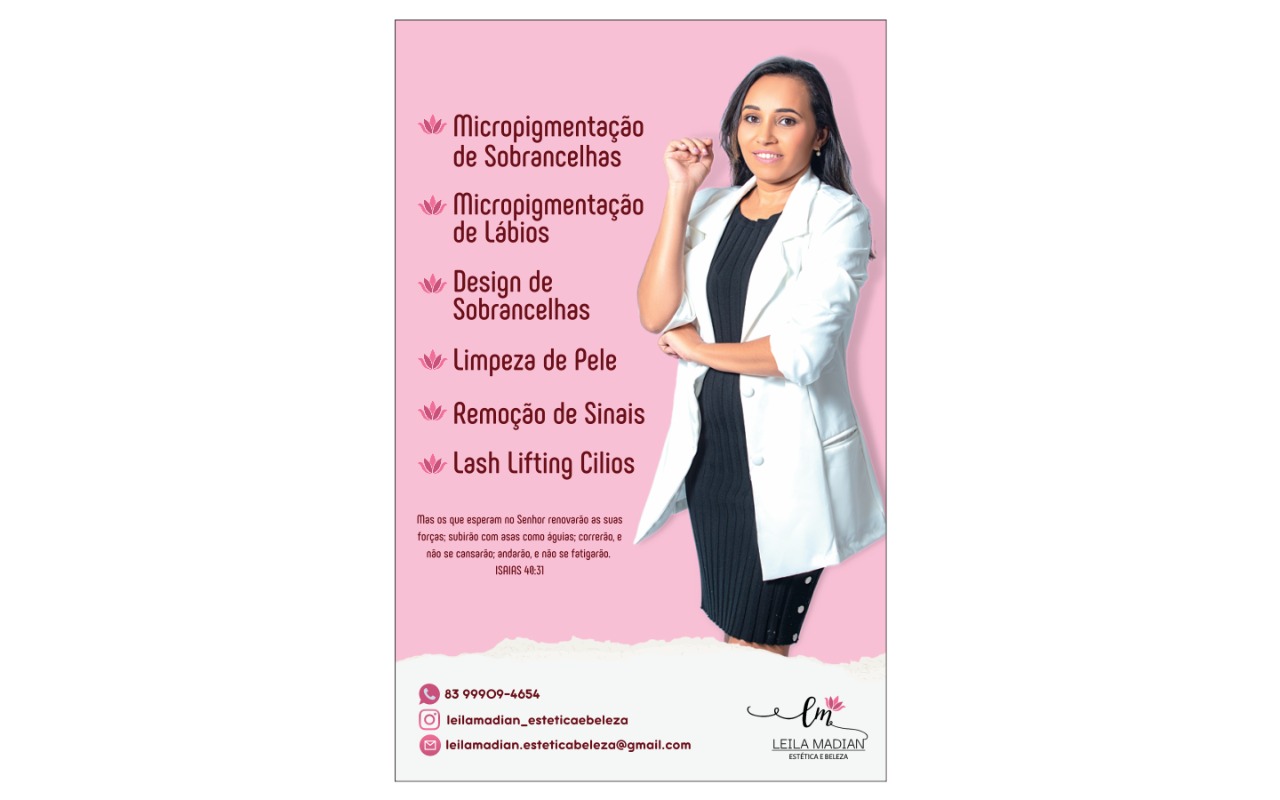 Micropigmentação
de Sobrancelhas
Micropigmentação
de Lábios
Design de
Sobrancelhas
Limpeza de Pele
Remoção de Sinais
Lash Lifting Cilios
Mas os que esperam no Senhor renovarão as suas
forças; subirão com asas como águias; correrão, e
não se cansarão; andarão, e não se fatigarão.
ISAIAS 40:31
83 99909-4654
leilamadian_esteticaebeleza
leilamadian.esteticabeleza@gmail.com
lm
LEILA MADIAN
ESTÉTICA E BELEZA